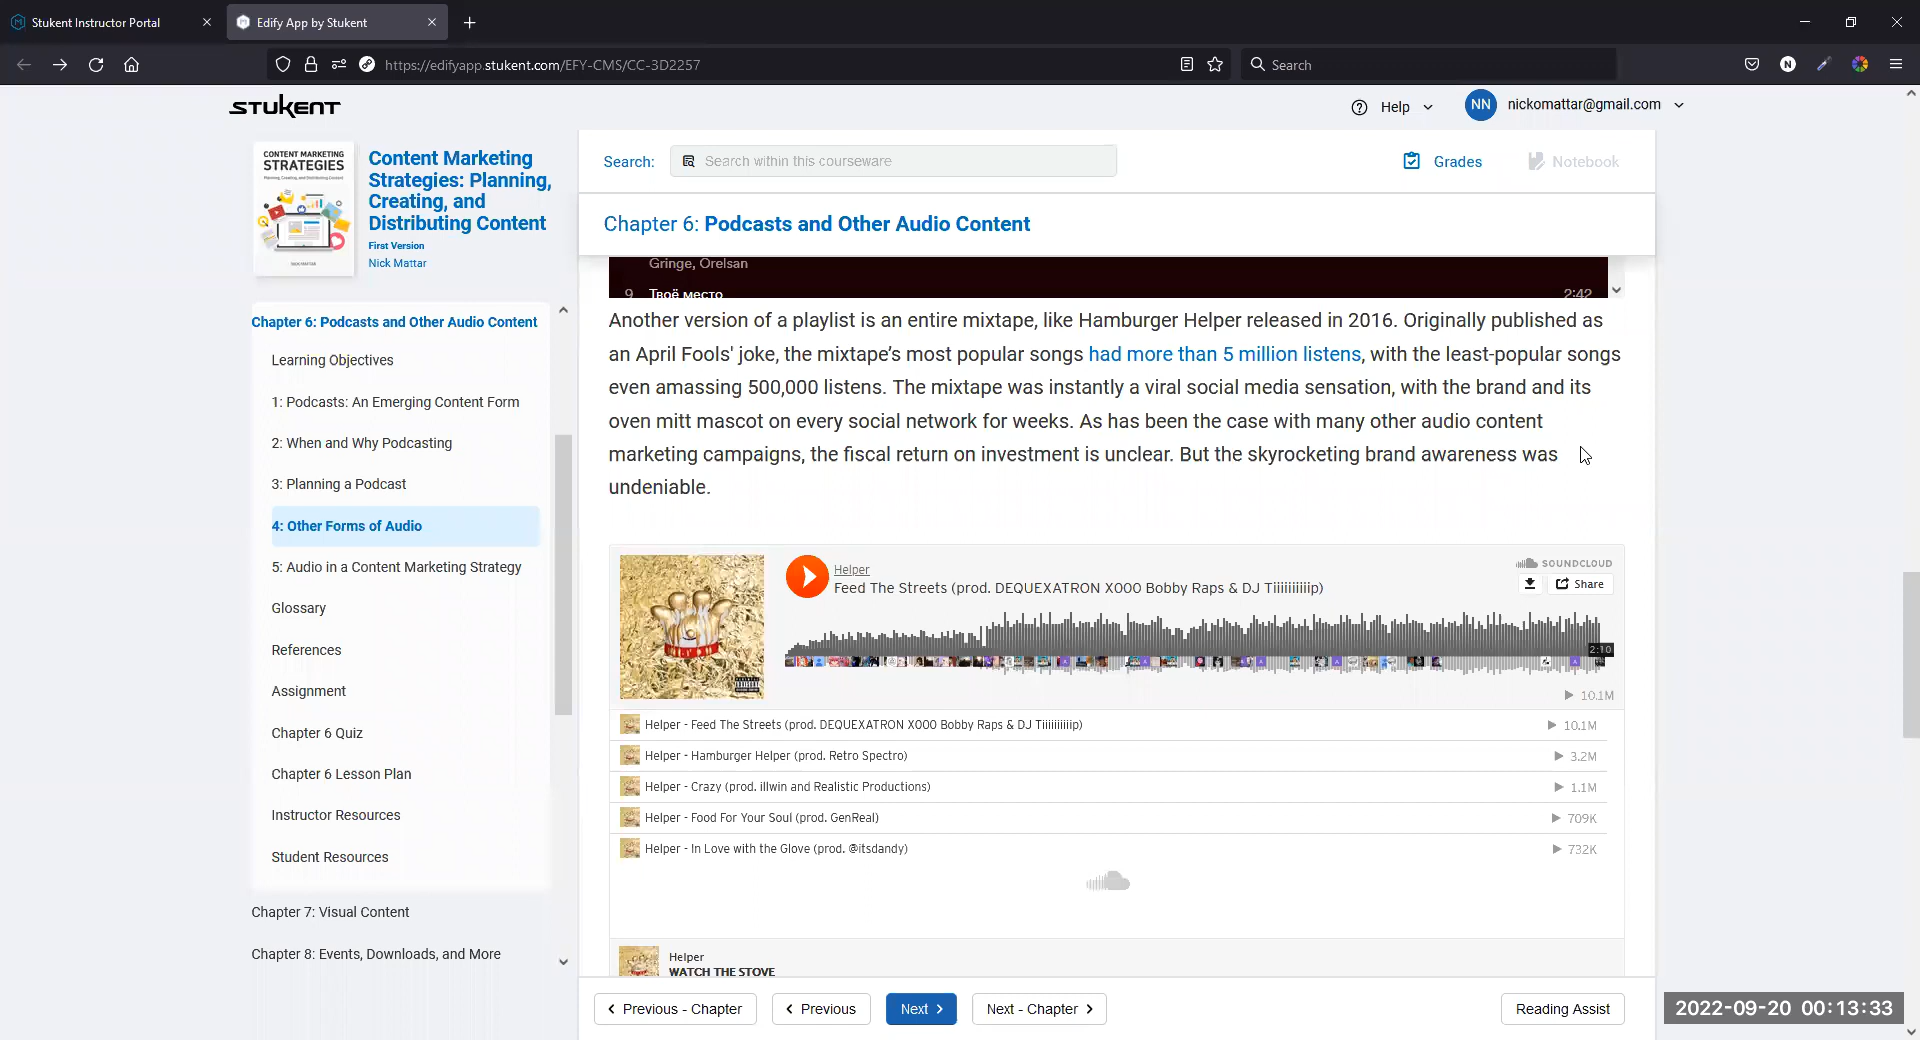 Stukent Instructor Portal
Edify App by Stukent
https://edifyapp.stukent.com/EFY-CMS/CC-3D2257
Search
STUKENT
Help
NN
nickomattar@gmail.com
CONTENT MARKETING
STRATEGIES
Planning, Creating, and Distributing Content
NICK MATTAR
Content Marketing
Strategies: Planning,
Creating, and
Distributing Content
First Version
Nick Mattar
Search:
Search within this courseware
Grades
Notebook
Chapter 6: Podcasts and Other Audio Content
Chapter 6: Podcasts and Other Audio Content
Learning Objectives
1: Podcasts: An Emerging Content Form
2: When and Why Podcasting
3: Planning a Podcast
4: Other Forms of Audio
5: Audio in a Content Marketing Strategy
Glossary
References
Assignment
Chapter 6 Quiz
Chapter 6 Lesson Plan
Instructor Resources
Student Resources
Chapter 7: Visual Content
Chapter 8: Events, Downloads, and More
Gringe, Orelsan
9 Твоё место 2:42
Another version of a playlist is an entire mixtape, like Hamburger Helper released in 2016. Originally published as
an April Fools' joke, the mixtape’s most popular songs had more than 5 million listens, with the least-popular songs
even amassing 500,000 listens. The mixtape was instantly a viral social media sensation, with the brand and its
oven mitt mascot on every social network for weeks. As has been the case with many other audio content
marketing campaigns, the fiscal return on investment is unclear. But the skyrocketing brand awareness was
undeniable.
Helper
Feed The Streets (prod. DEQUEXATRON X000 Bobby Raps & DJ Tiiiiiiiiiip)
SOUNDCLOUD
Share
2:10
10.1M
Helper - Feed The Streets (prod. DEQUEXATRON X000 Bobby Raps & DJ Tiiiiiiiiiip) 10.1M
Helper - Hamburger Helper (prod. Retro Spectro) 3.2M
Helper - Crazy (prod. illwin and Realistic Productions) 1.1M
Helper - Food For Your Soul (prod. GenReal) 709K
Helper - In Love with the Glove (prod. @itsdandy) 732K
Helper
WATCH THE STOVE
Previous - Chapter
Previous
Next
Next - Chapter
Reading Assist
2022-09-20 00:13:33